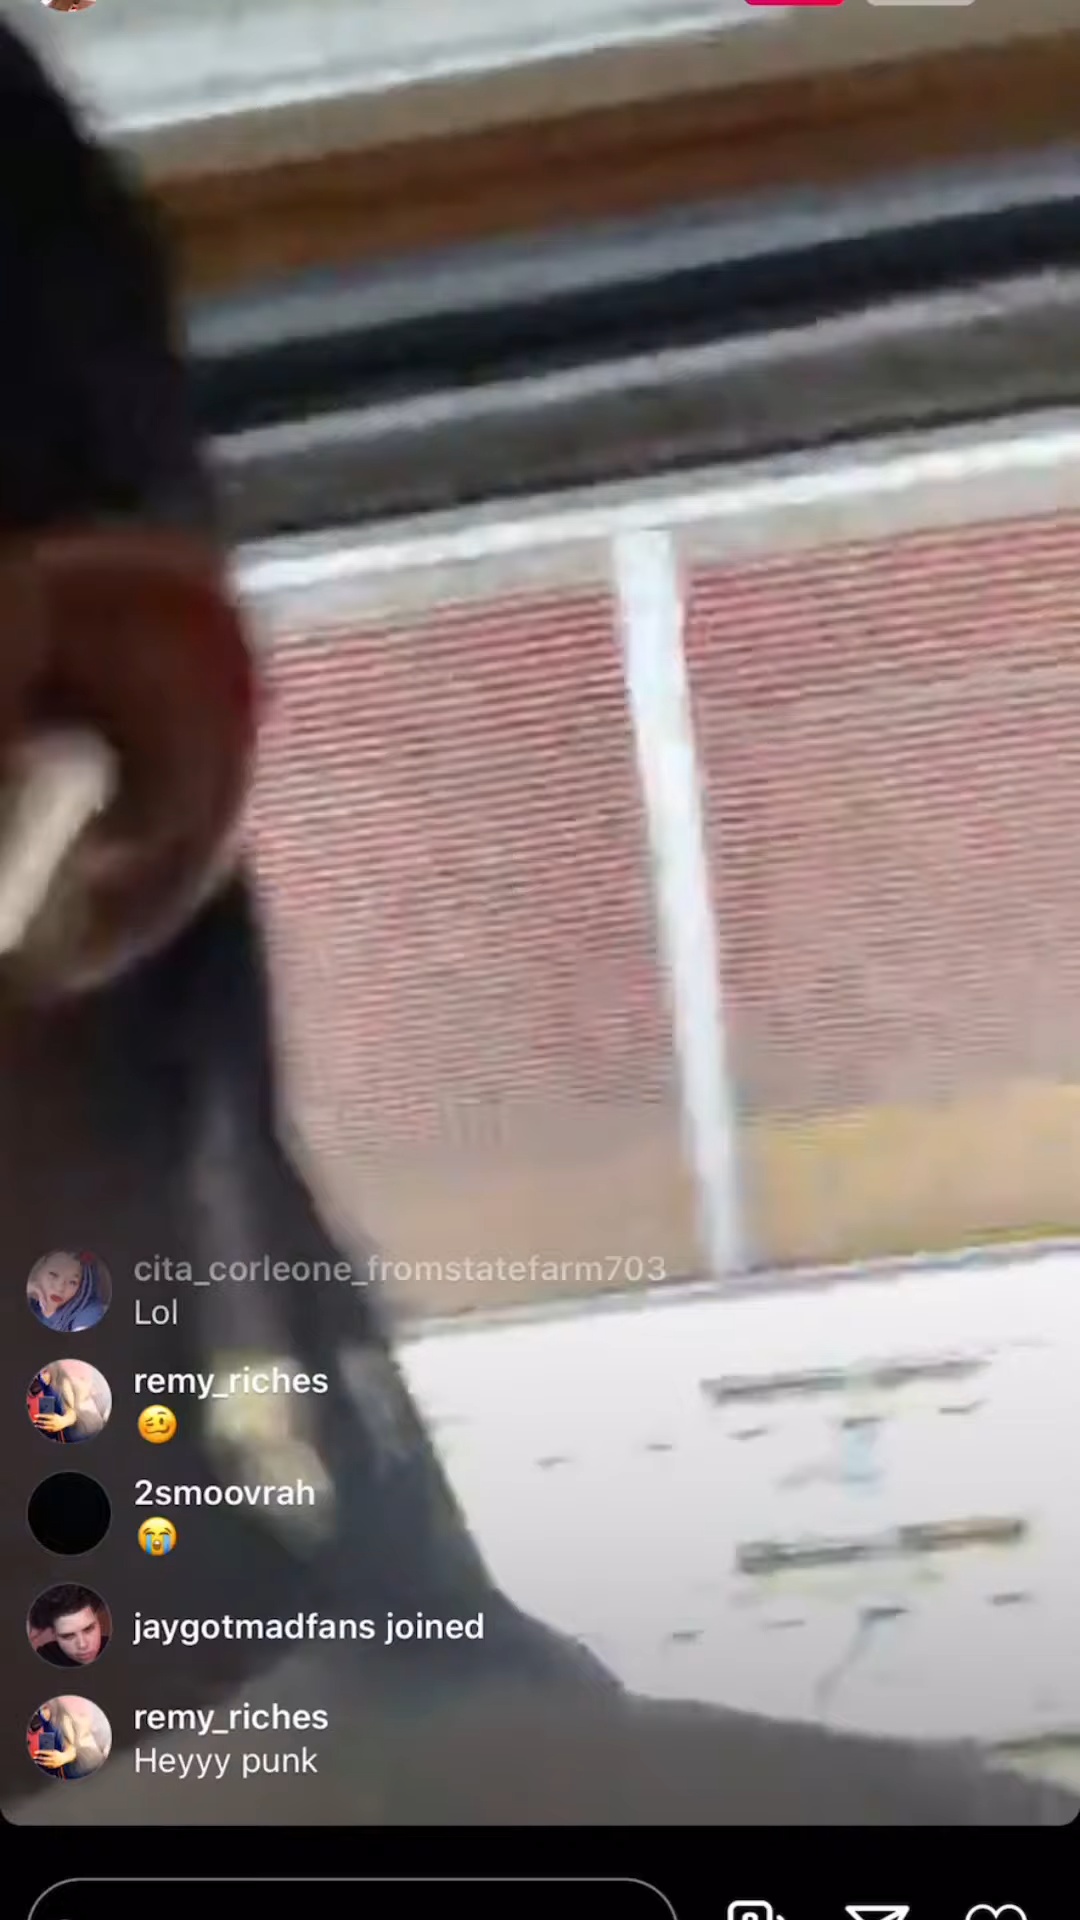 cita_corleone_fromstatefarm703
Lol
remy_riches
🥴
2smoovrah
😭
jaygotmadfans joined
remy_riches
Heyyy punk